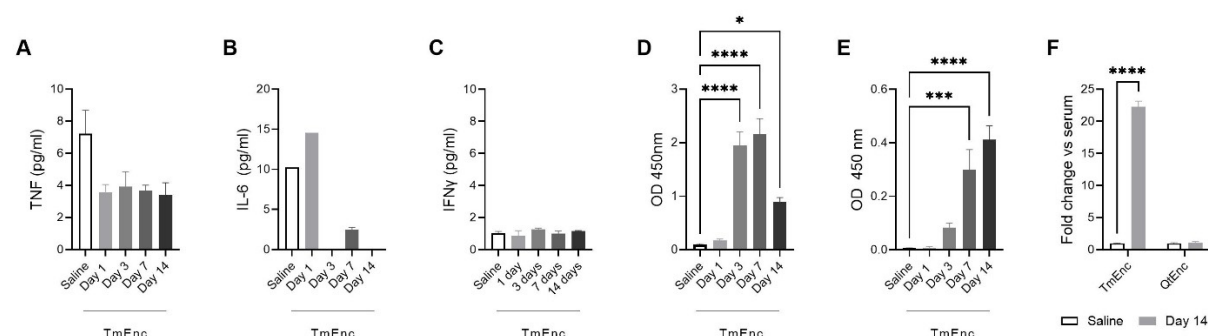 A
TNF (pg/ml)
10
8
6
4
2
0
Saline
Day 1
Day 3
Day 7
Day 14
TmEnc
B
IL-6 (pg/ml)
20
15
10
5
0
Saline
Day 1
Day 3
Day 7
Day 14
TmEnc
C
IFNγ (pg/ml)
10
8
6
4
2
0
Saline
1 day
3 days
7 days
14 days
TmEnc
D
*
****
****
OD 450nm
3
2
1
0
Saline
Day 1
Day 3
Day 7
Day 14
TmEnc
E
****
***
OD 450 nm
0.6
0.4
0.2
0.0
Saline
Day 1
Day 3
Day 7
Day 14
TmEnc
F
****
Fold change vs serum
25
20
15
10
5
0
TmEnc
QtEnc
Saline
Day 14